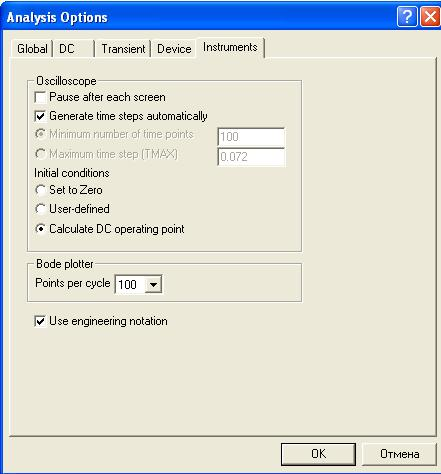 Analysis Options
Global DC Transient Device Instruments
Oscilloscope
Pause after each screen
Generate time steps automatically
Minimum number of time points 100
Maximum time step (TMAX) 0.072
Initial conditions
Set to Zero
User-defined
Calculate DC operating point
Bode plotter
Points per cycle 100
Use engineering notation
OK Отмена